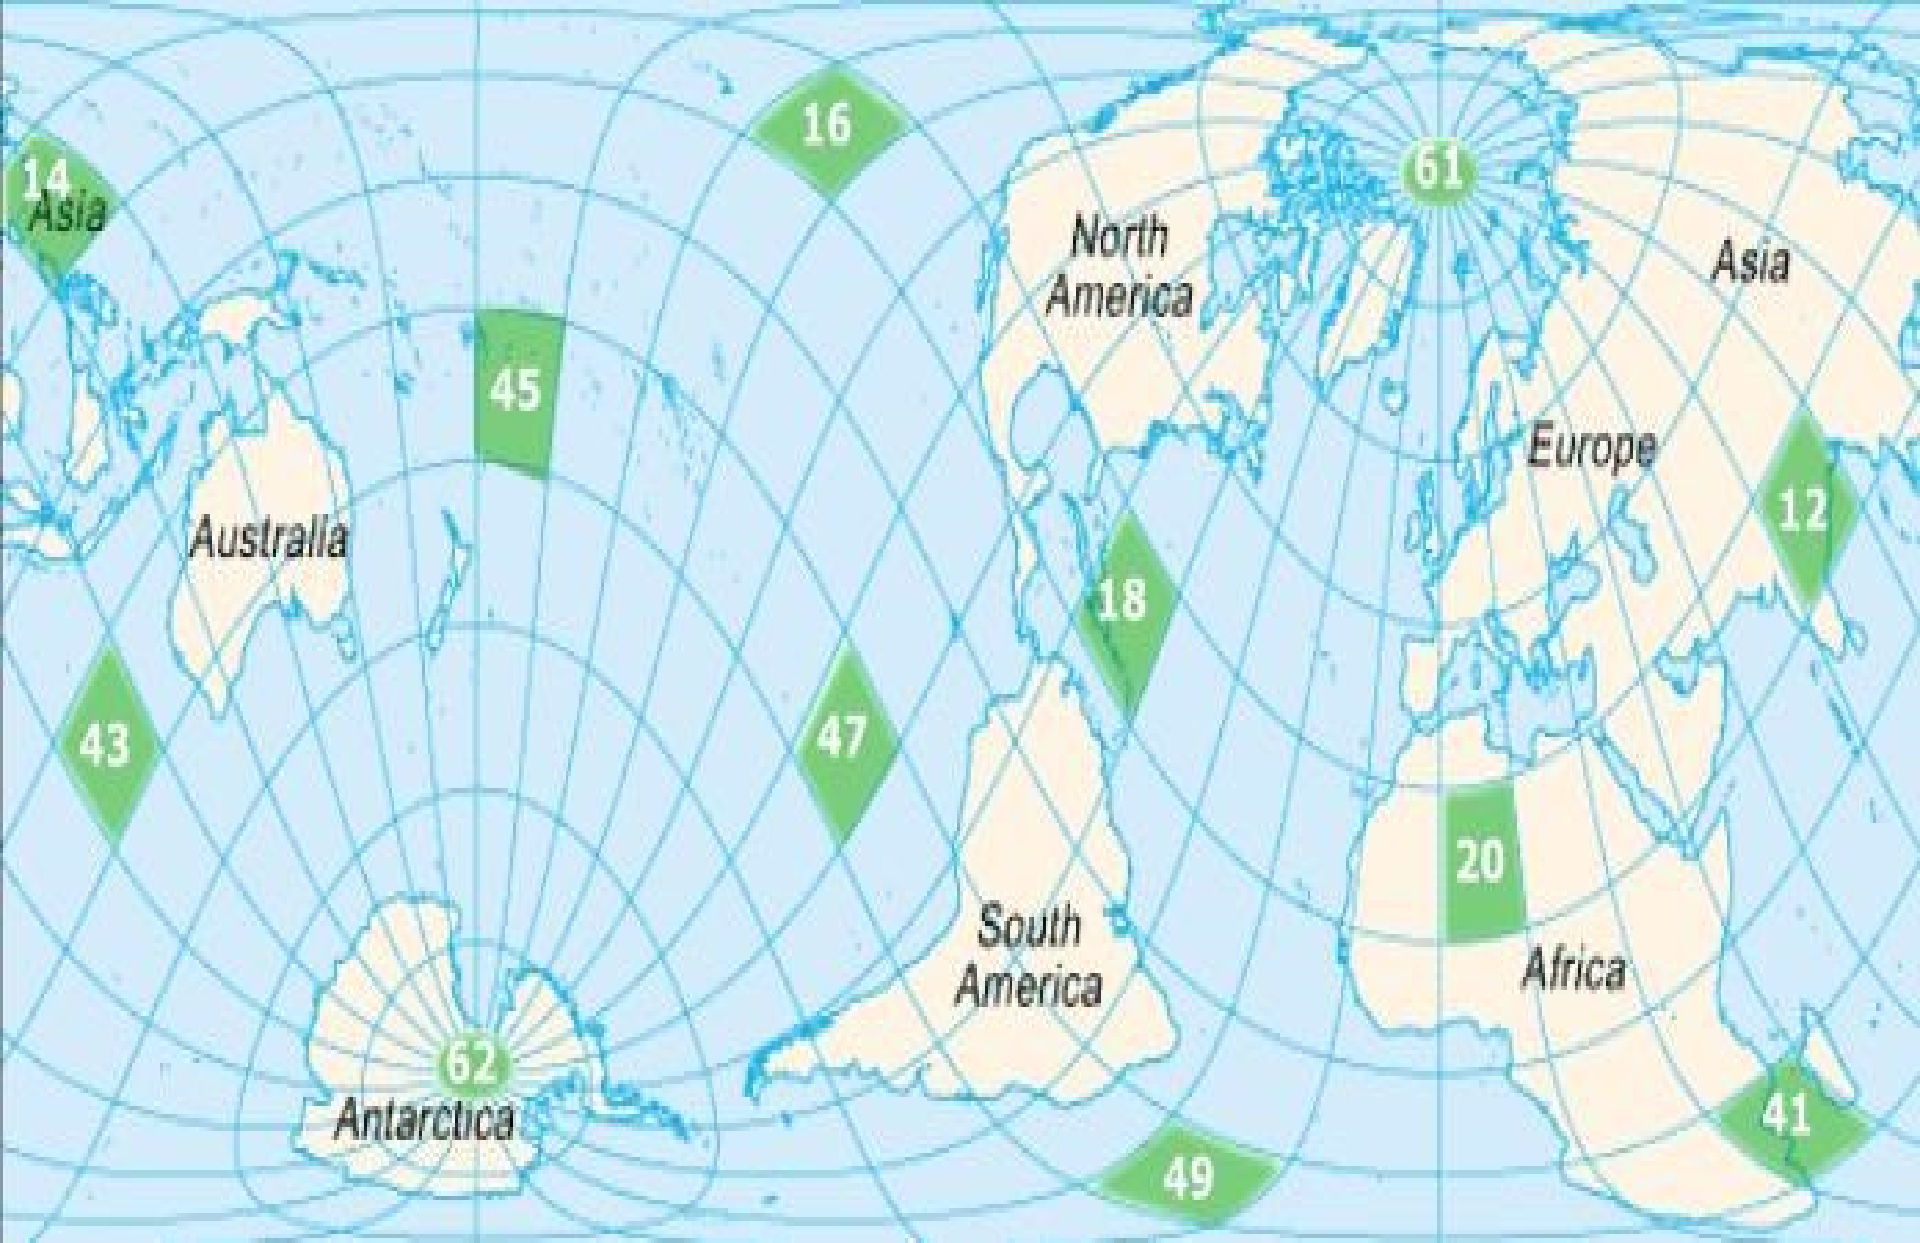 16
14
Asia
61
North
America
Asia
45
Europe
12
Australia
18
43
47
20
South
America
Africa
62
Antarctica
41
49